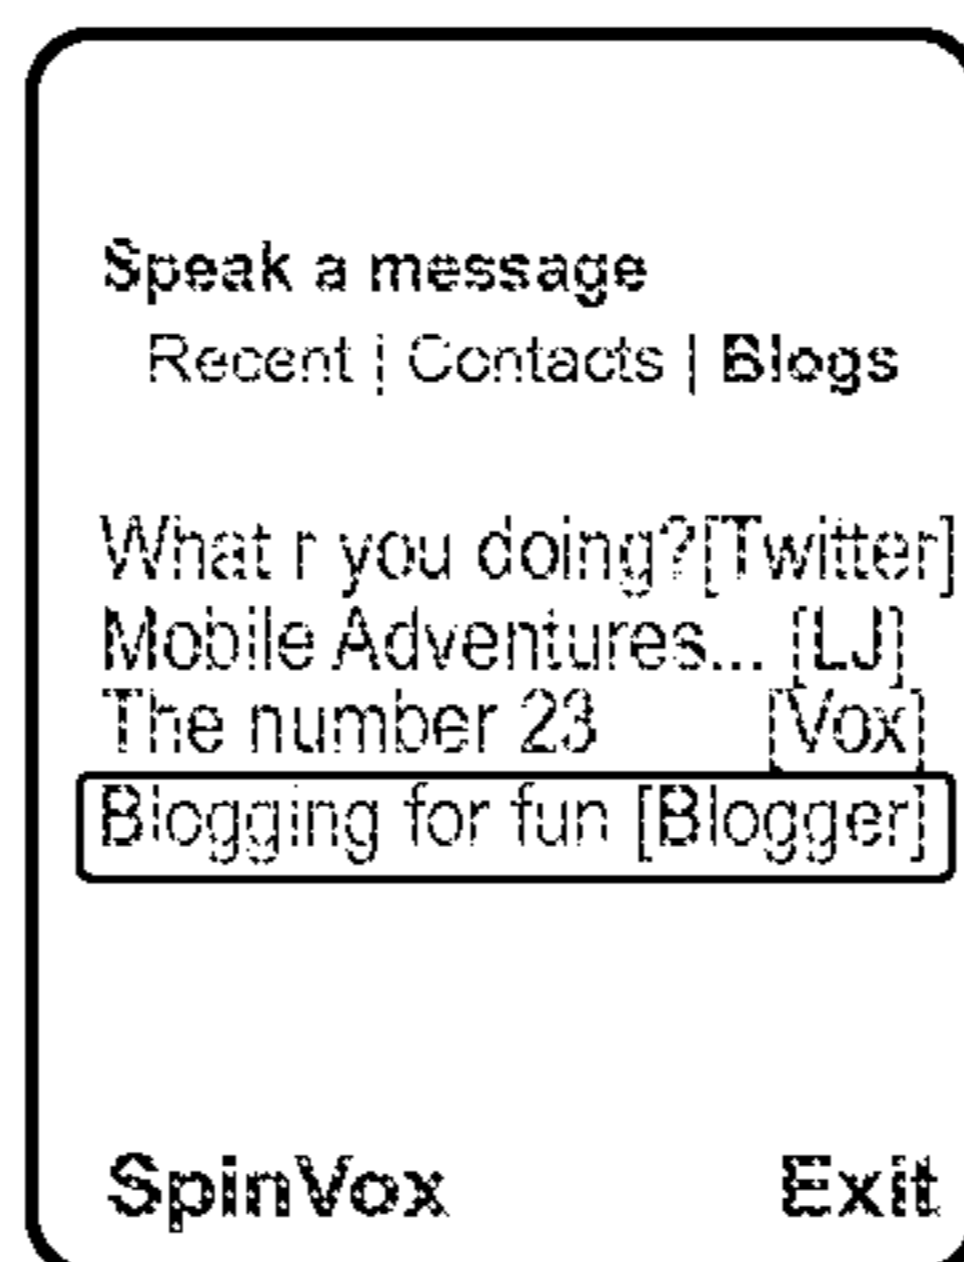 Speak a message
Recent | Contacts | Blogs
What r you doing?[Twitter]
Mobile Adventures... [LJ]
The number 23 [Vox]
Blogging for fun [Blogger]
SpinVox Exit